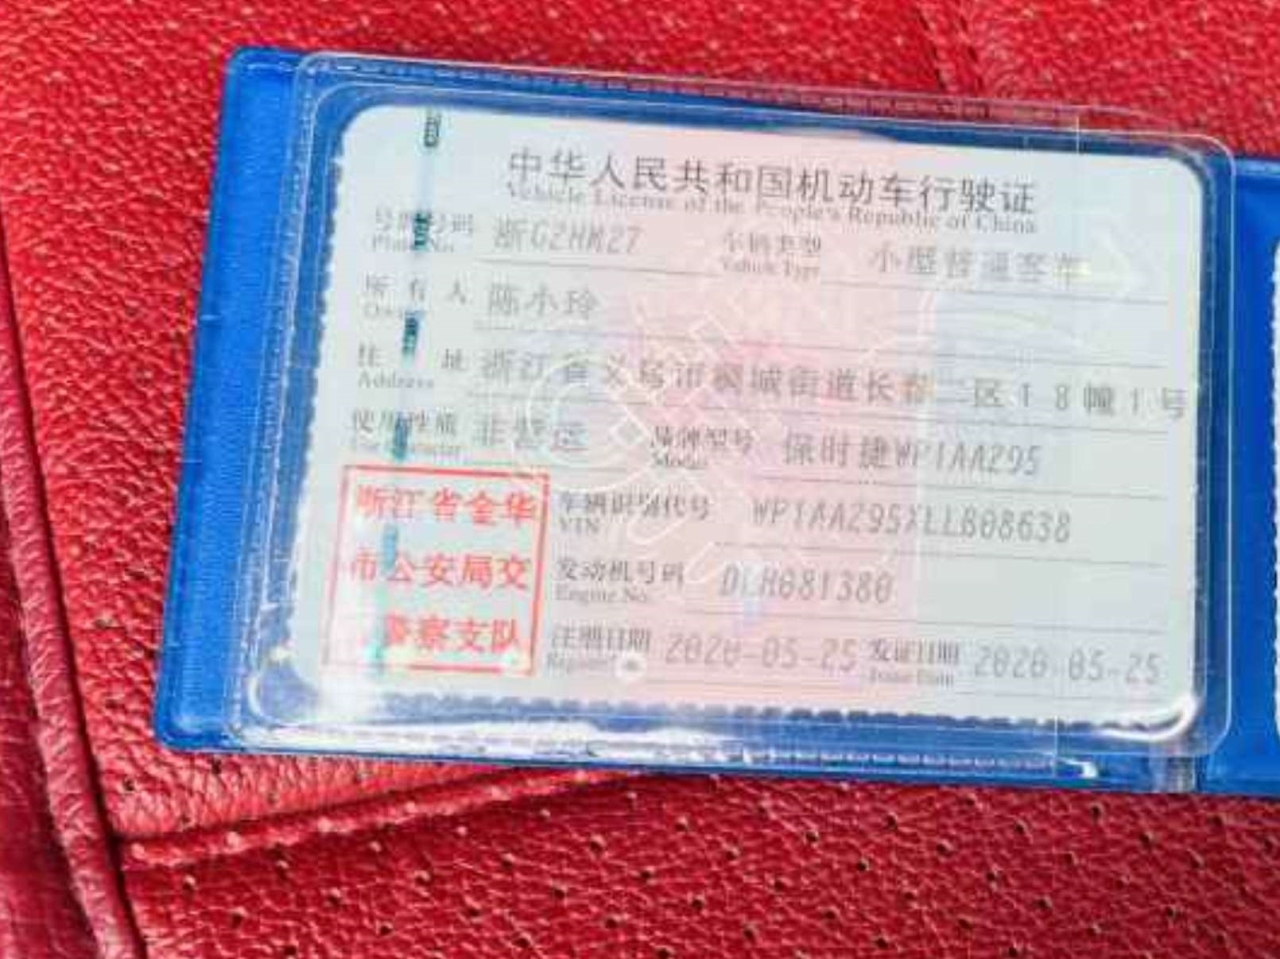 中华人民共和国机动车行驶证
Vehicle License of the People's Republic of China
号牌号码 浙G2HM27 车辆类型 小型普通客车
Plate No. Vehicle Type
所有人 陈小玲
Owner
住址 浙江省义乌市稠城街道长春二区18幢1号
Address
使用性质 非营运 品牌型号 保时捷WP1AA295
Use Character Model
浙江省金华
市公安局交
警察支队
车辆识别代号 WP1AA295XLLB08638
VIN
发动机号码 DLH081380
Engine No.
注册日期 2020-05-25 发证日期 2020-05-25
Register Issue Date